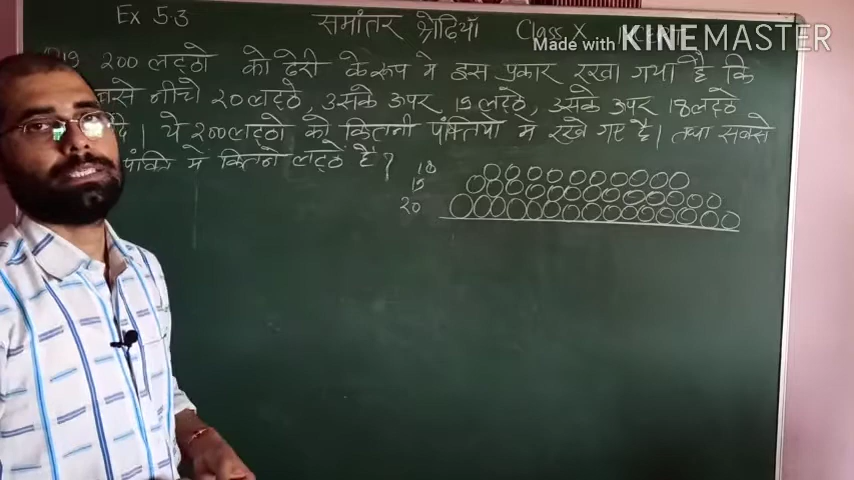 Ex 5.3 समांतर श्रेढ़ियाँ Class X
Made with KINEMASTER
19 200 लट्ठो को ढेरी के रूप मे इस प्रकार रखा गया है कि
नीचे 20 लट्ठे, उसके ऊपर 19 लट्ठे, उसके ऊपर 18 लट्ठे
। ये 200 लट्ठो को कितनी पंक्तियो मे रखे गए है। तथा सबसे
पंक्ति मे कितने लट्ठे है ?
18
19
20